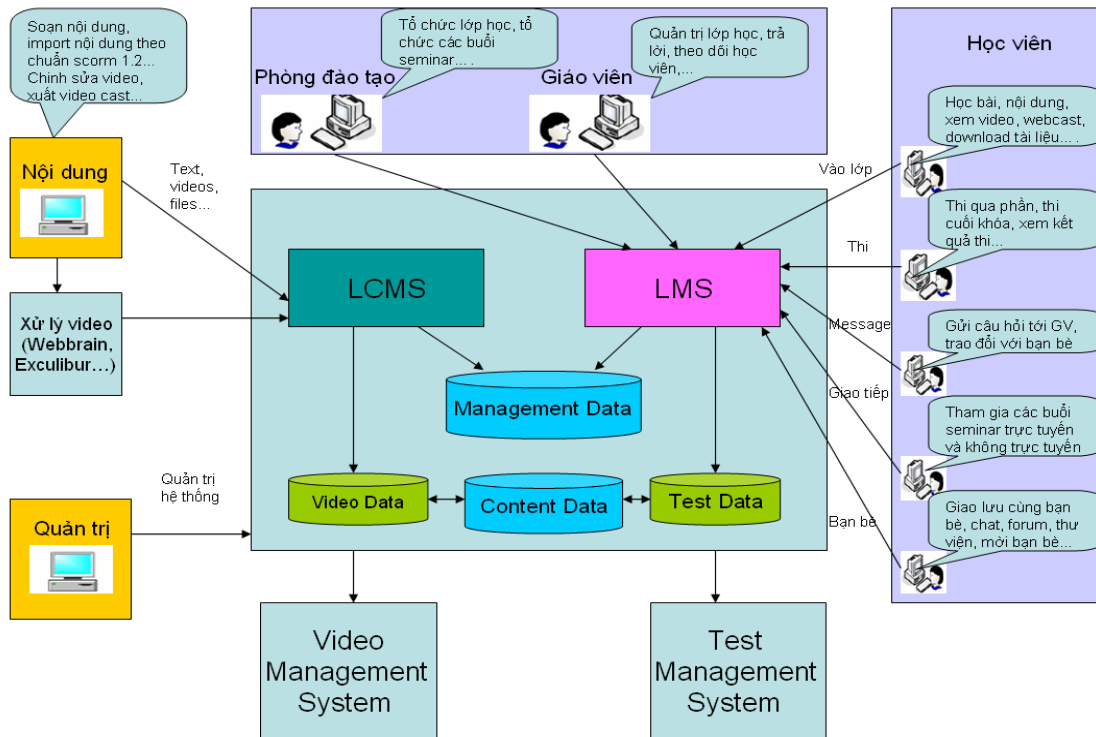 Soạn nội dung,
import nội dung theo
chuẩn scorm 1.2...
Chinh sửa video,
xuất video cast...
Tổ chức lớp học, tổ
chức các buổi
seminar... .
Phòng đào tạo
Quản trị lớp học, trả
lời, theo dõi học
viên,...
Giáo viên
Học viên
Học bài, nội dung,
xem video, webcast,
download tài liệu... .
Vào lớp
Thi qua phần, thi
cuối khóa, xem kết
quả thi...
Thi
Gửi câu hỏi tới GV,
trao đổi với bạn bè
Message
Tham gia các buổi
seminar trực tuyến
và không trực tuyến
Giao tiếp
Giao lưu cùng bạn
bè, chat, forum, thư
viện, mời bạn bè...
Bạn bè
Nội dung
Text,
videos,
files...
Xử lý video
(Webbrain,
Exculibur...)
LCMS
LMS
Management Data
Video Data
Content Data
Test Data
Quản trị
hệ thống
Quản trị
Video
Management
System
Test
Management
System